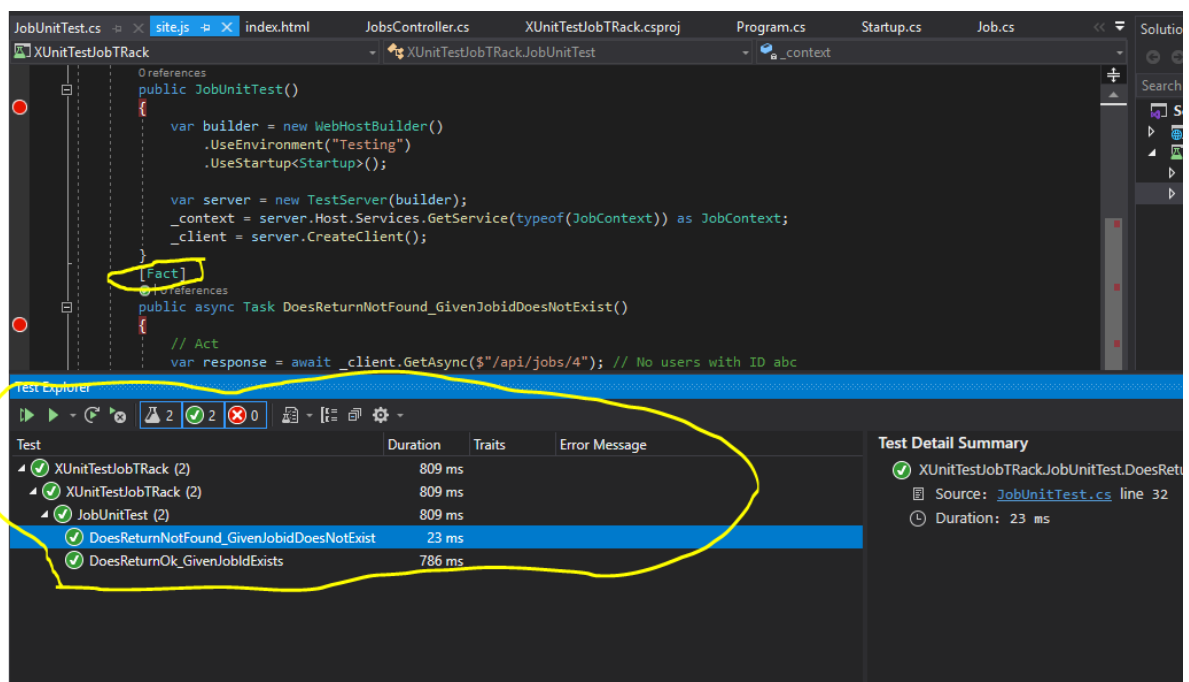 JobUnitTest.cs site.js index.html JobsController.cs XUnitTestJobTRack.csproj Program.cs Startup.cs Job.cs
XUnitTestJobTRack XUnitTestJobTRack.JobUnitTest _context
0 references
public JobUnitTest()
{
var builder = new WebHostBuilder()
.UseEnvironment("Testing")
.UseStartup<Startup>();
var server = new TestServer(builder);
_context = server.Host.Services.GetService(typeof(JobContext)) as JobContext;
_client = server.CreateClient();
}
[Fact]
0 references
public async Task DoesReturnNotFound_GivenJobidDoesNotExist()
{
// Act
var response = await _client.GetAsync($"/api/jobs/4"); // No users with ID abc
Solutio
Search
S
Test Explorer
2 2 0
Test Duration Traits Error Message
XUnitTestJobTRack (2) 809 ms
XUnitTestJobTRack (2) 809 ms
JobUnitTest (2) 809 ms
DoesReturnNotFound_GivenJobidDoesNotExist 23 ms
DoesReturnOk_GivenJobIdExists 786 ms
Test Detail Summary
XUnitTestJobTRack.JobUnitTest.DoesRetu
Source: JobUnitTest.cs line 32
Duration: 23 ms